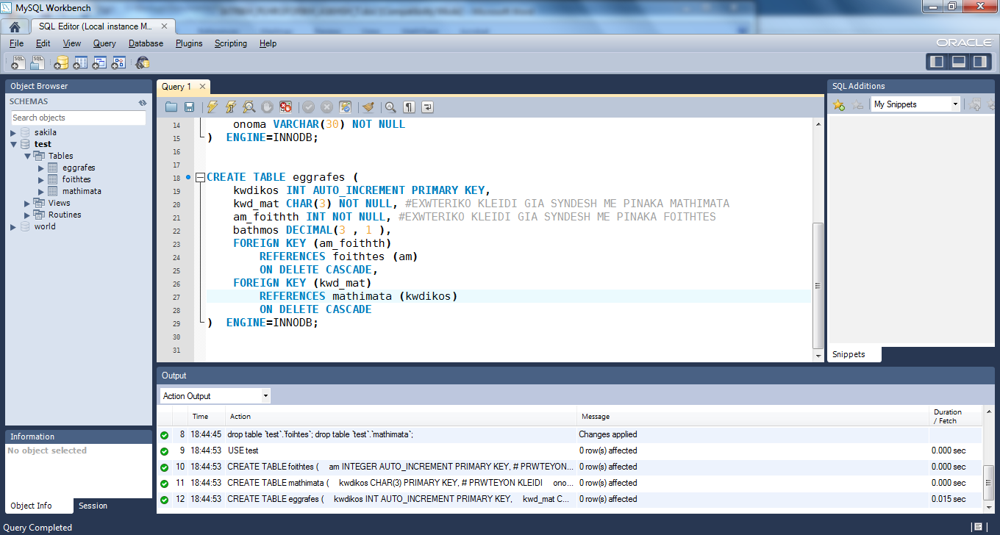 MySQL Workbench
SQL Editor (Local instance M...
File Edit View Query Database Plugins Scripting Help
ORACLE
Object Browser
SCHEMAS
Search objects
sakila
test
Tables
eggrafes
foithtes
mathimata
Views
Routines
world
Information
No object selected
Object Info Session
Query 1
14 onoma VARCHAR(30) NOT NULL
15 ) ENGINE=INNODB;
16
17
18 CREATE TABLE eggrafes (
19 kwdikos INT AUTO_INCREMENT PRIMARY KEY,
20 kwd_mat CHAR(3) NOT NULL, #EXWTERIKO KLEIDI GIA SYNDESH ME PINAKA MATHIMATA
21 am_foithth INT NOT NULL, #EXWTERIKO KLEIDI GIA SYNDESH ME PINAKA FOITHTES
22 bathmos DECIMAL(3 , 1 ),
23 FOREIGN KEY (am_foithth)
24 REFERENCES foithtes (am)
25 ON DELETE CASCADE,
26 FOREIGN KEY (kwd_mat)
27 REFERENCES mathimata (kwdikos)
28 ON DELETE CASCADE
29 ) ENGINE=INNODB;
30
31
SQL Additions
My Snippets
Snippets
Output
Action Output
Time Action Message Duration / Fetch
8 18:44:45 drop table `test`.`foihtes`; drop table `test`.`mathimata`; Changes applied
9 18:44:53 USE test 0 row(s) affected 0.000 sec
10 18:44:53 CREATE TABLE foithtes ( am INTEGER AUTO_INCREMENT PRIMARY KEY, # PRWTEYON... 0 row(s) affected 0.000 sec
11 18:44:53 CREATE TABLE mathimata ( kwdikos CHAR(3) PRIMARY KEY, # PRWTEYON KLEIDI ono... 0 row(s) affected 0.000 sec
12 18:44:53 CREATE TABLE eggrafes ( kwdikos INT AUTO_INCREMENT PRIMARY KEY, kwd_mat C... 0 row(s) affected 0.015 sec
Query Completed